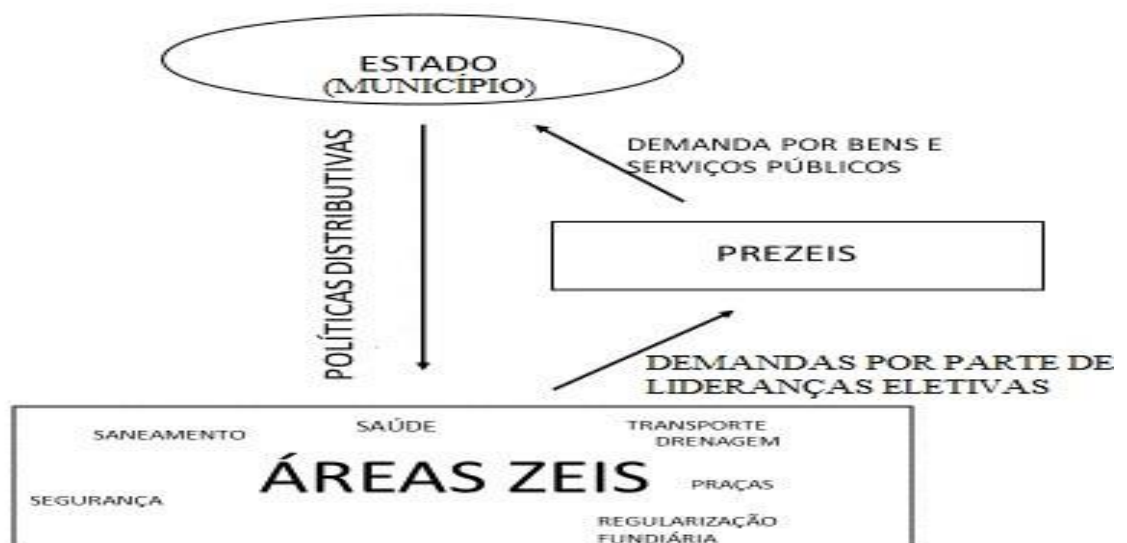 ESTADO
(MUNICÍPIO)
POLÍTICAS DISTRIBUTIVAS
DEMANDA POR BENS E
SERVIÇOS PÚBLICOS
PREZEIS
DEMANDAS POR PARTE DE
LIDERANÇAS ELETIVAS
SANEAMENTO
SAÚDE
TRANSPORTE
DRENAGEM
ÁREAS ZEIS
PRAÇAS
SEGURANÇA
REGULARIZAÇÃO
FUNDIÁRIA